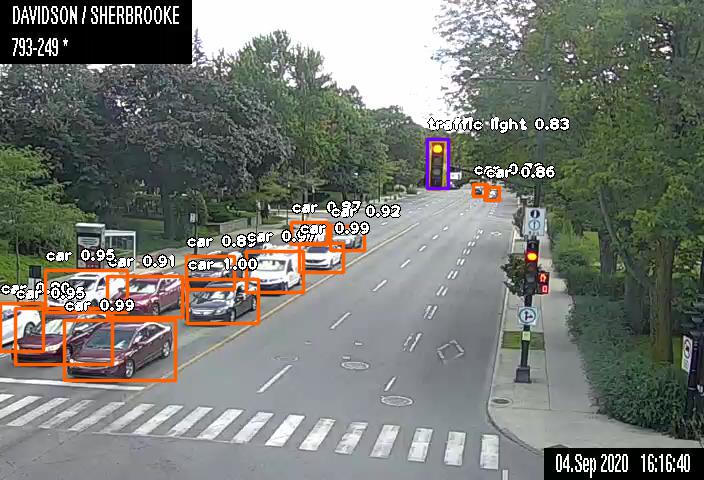 DAVIDSON / SHERBROOKE
793-249 *
traffic light 0.83
car 0.86
car 0.92
car 0.99
car 0.89
car 1.00
car 0.95
car 0.91
0.95
car 0.99
04.Sep 2020 16:16:40